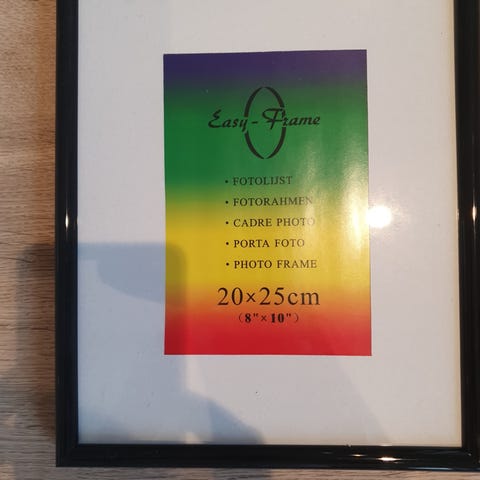 Easy-Frame
• FOTOLIJST
• FOTORAHMEN
• CADRE PHOTO
• PORTA FOTO
• PHOTO FRAME
20×25cm
(8"×10")